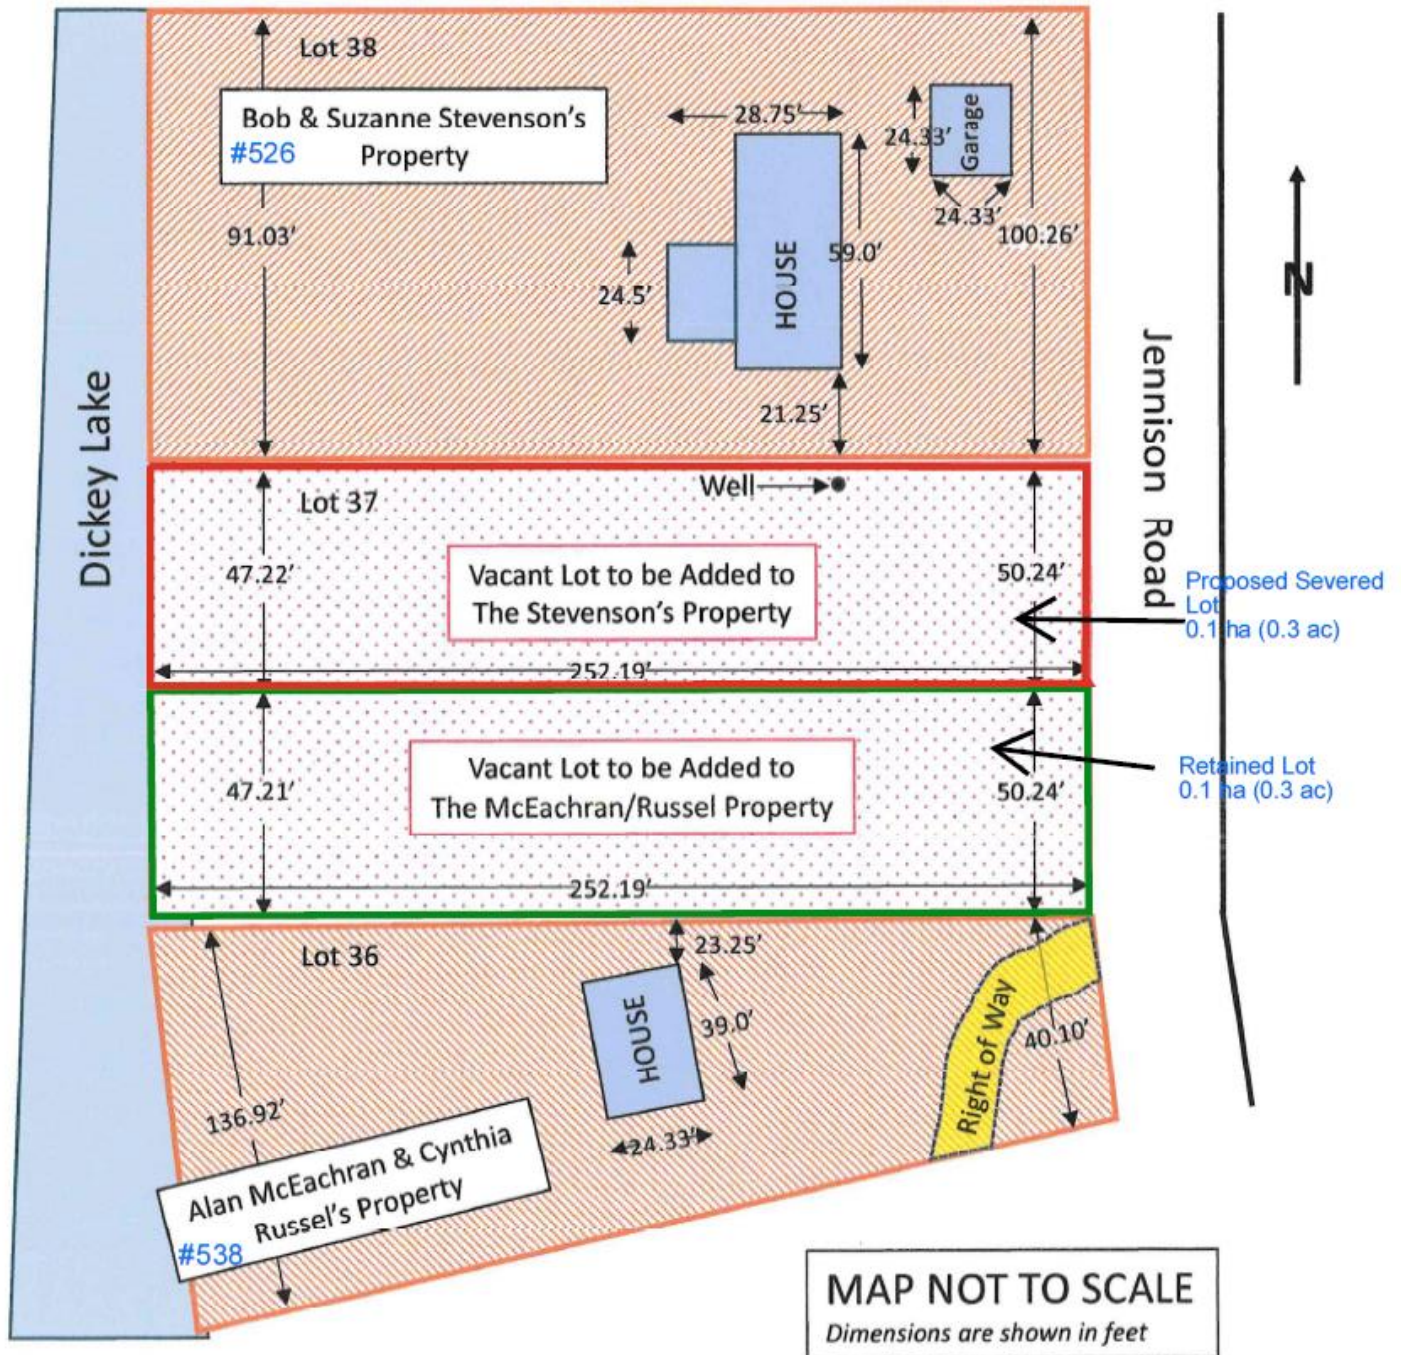 Lot 38
Bob & Suzanne Stevenson's
#526 Property
28.75'
24.33'
Garage
24.33'
91.03'
100.26'
59.0'
HOUSE
24.5'
21.25'
N
Dickey Lake
Jennison Road
Well
Lot 37
47.22'
Vacant Lot to be Added to
The Stevenson's Property
50.24'
Proposed Severed
Lot
0.1 ha (0.3 ac)
252.19'
Vacant Lot to be Added to
The McEachran/Russel Property
47.21'
50.24'
Retained Lot
0.1 ha (0.3 ac)
252.19'
Lot 36
23.25'
HOUSE
39.0'
24.33'
Right of Way
40.10'
136.92'
Alan McEachran & Cynthia
Russel's Property
#538
MAP NOT TO SCALE
Dimensions are shown in feet